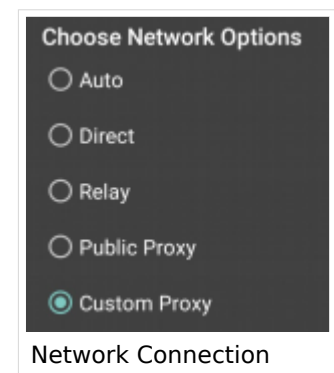 Choose Network Options
Auto
Direct
Relay
Public Proxy
Custom Proxy
Network Connection